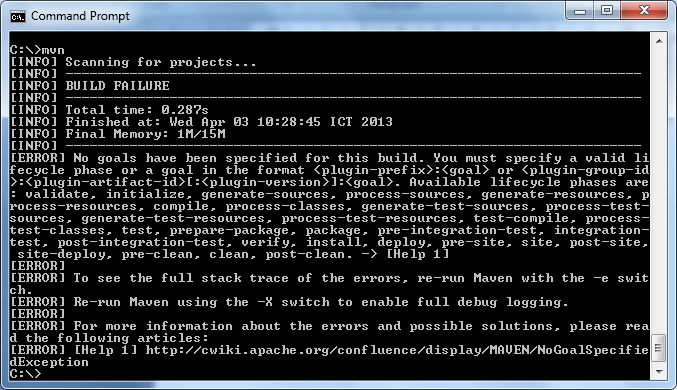 Command Prompt
C:\>mvn
[INFO] Scanning for projects...
[INFO] ------------------------------------------------------------------------
[INFO] BUILD FAILURE
[INFO] ------------------------------------------------------------------------
[INFO] Total time: 0.287s
[INFO] Finished at: Wed Apr 03 10:28:45 ICT 2013
[INFO] Final Memory: 1M/15M
[INFO] ------------------------------------------------------------------------
[ERROR] No goals have been specified for this build. You must specify a valid li
fecycle phase or a goal in the format <plugin-prefix>:<goal> or <plugin-group-id
>:<plugin-artifact-id>[:<plugin-version>]:<goal>. Available lifecycle phases are
: validate, initialize, generate-sources, process-sources, generate-resources, p
rocess-resources, compile, process-classes, generate-test-sources, process-test-
sources, generate-test-resources, process-test-resources, test-compile, process-
test-classes, test, prepare-package, package, pre-integration-test, integration-
test, post-integration-test, verify, install, deploy, pre-site, site, post-site,
 site-deploy, pre-clean, clean, post-clean. -> [Help 1]
[ERROR]
[ERROR] To see the full stack trace of the errors, re-run Maven with the -e swit
ch.
[ERROR] Re-run Maven using the -X switch to enable full debug logging.
[ERROR]
[ERROR] For more information about the errors and possible solutions, please rea
d the following articles:
[ERROR] [Help 1] http://cwiki.apache.org/confluence/display/MAVEN/NoGoalSpecifie
dException
C:\>